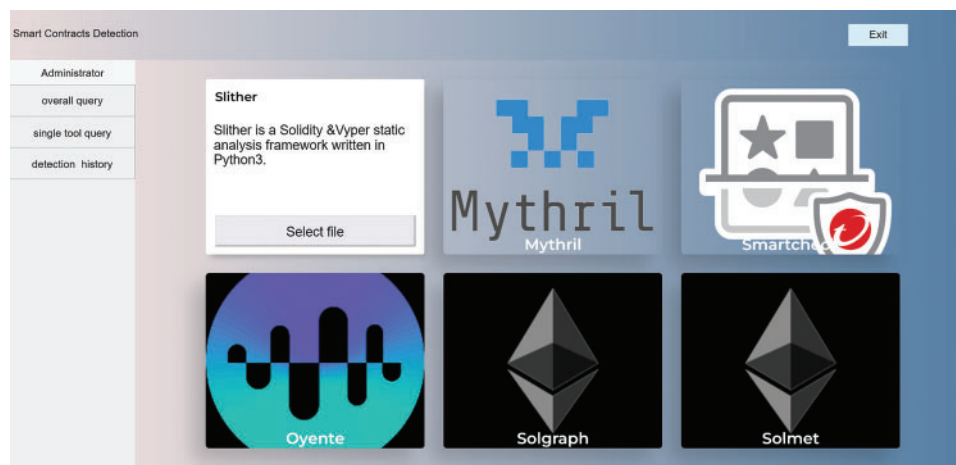 Smart Contracts Detection
Exit
Administrator
overall query
single tool query
detection history
Slither
Slither is a Solidity &Vyper static
analysis framework written in
Python3.
Select file
Mythril
Mythril
Oyente
Solgraph
Solmet